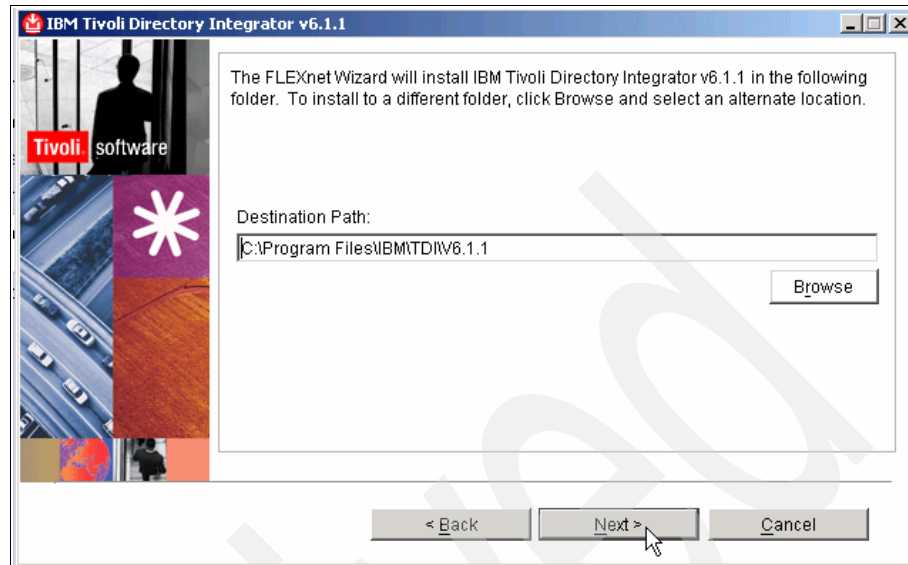 IBM Tivoli Directory Integrator v6.1.1
The FLEXnet Wizard will install IBM Tivoli Directory Integrator v6.1.1 in the following
folder. To install to a different folder, click Browse and select an alternate location.
Tivoli. software
Destination Path:
C:\Program Files\IBM\TDI\V6.1.1
Browse
< Back
Next >
Cancel